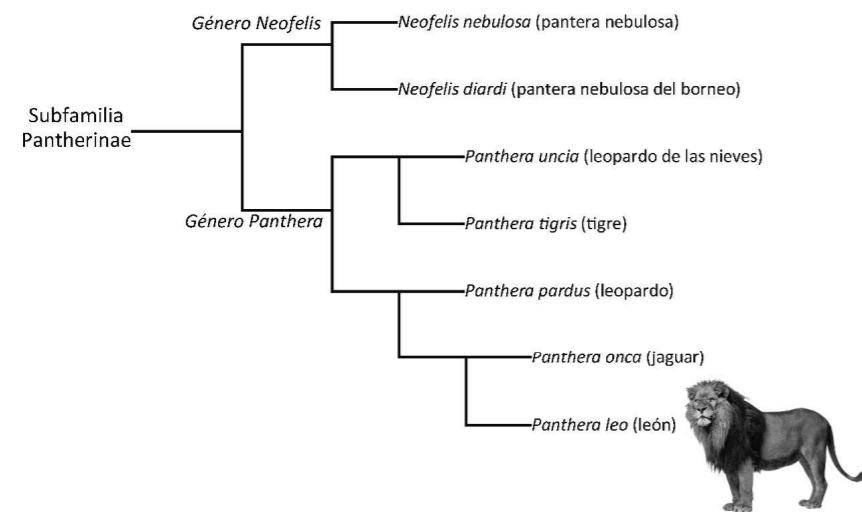 Género Neofelis
Neofelis nebulosa (pantera nebulosa)
Neofelis diardi (pantera nebulosa del borneo)
Subfamilia
Pantherinae
Panthera uncia (leopardo de las nieves)
Género Panthera
Panthera tigris (tigre)
Panthera pardus (leopardo)
Panthera onca (jaguar)
Panthera leo (león)